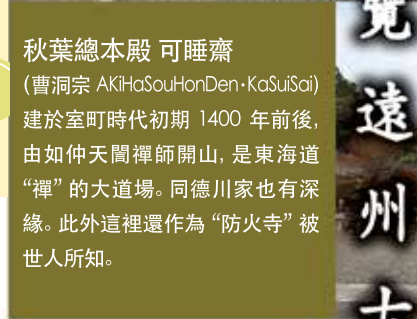 秋葉總本殿 可睡齋
(曹洞宗 AKiHaSouHonDen·KaSuiSai)
建於室町時代初期 1400 年前後,
由如仲天誾禪師開山, 是東海道
“禪” 的大道場。同德川家也有深
緣。此外這裡還作為 “防火寺” 被
世人所知。
覽遠州